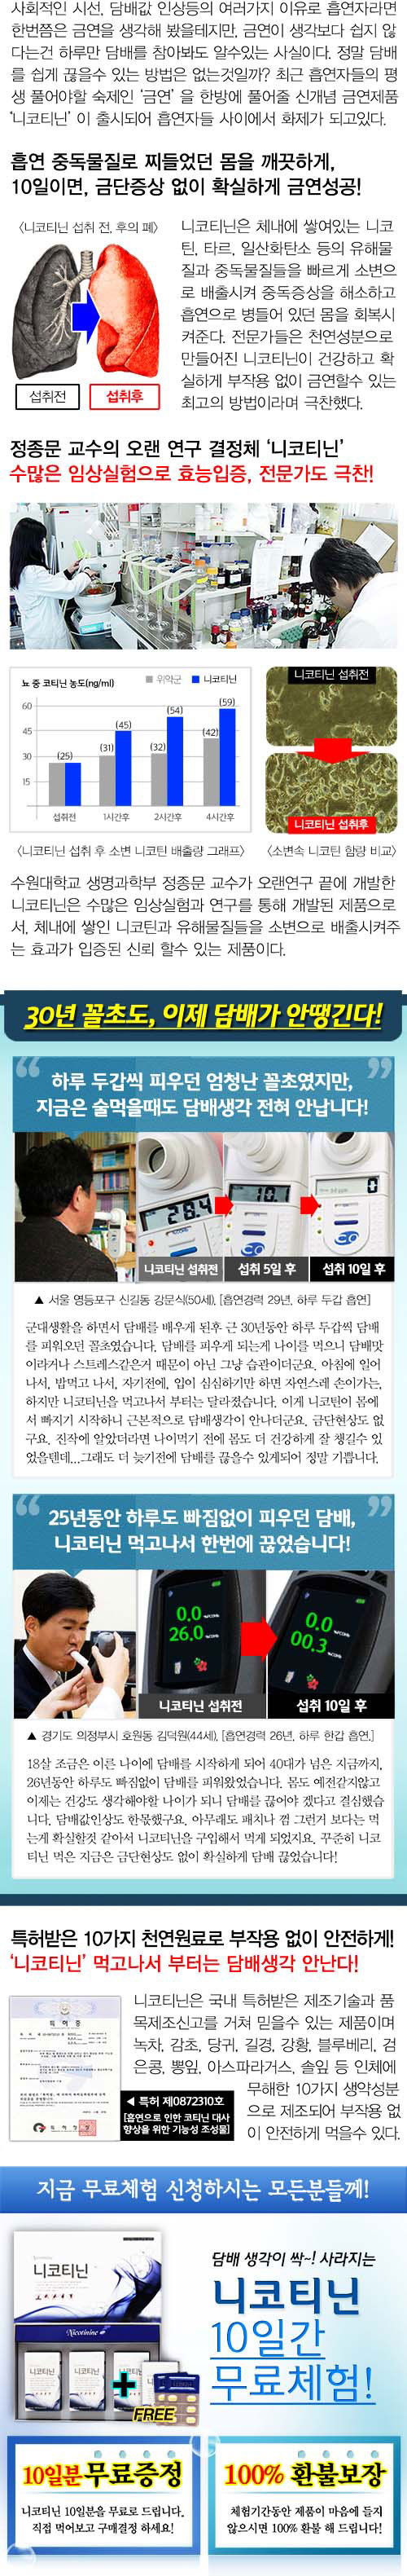 사회적인 시선, 담배값 인상등의 여러가지 이유로 흡연자라면
한번쯤은 금연을 생각해 봤을테지만, 금연이 생각보다 쉽지 않
다는건 하루만 담배를 참아봐도 알수있는 사실이다. 정말 담배
를 쉽게 끊을수 있는 방법은 없는것일까? 최근 흡연자들의 평
생 풀어야할 숙제인 ‘금연’ 을 한방에 풀어줄 신개념 금연제품
‘니코티닌’ 이 출시되어 흡연자들 사이에서 화제가 되고있다.
흡연 중독물질로 찌들었던 몸을 깨끗하게,
10일이면, 금단증상 없이 확실하게 금연성공!
〈니코티닌 섭취 전, 후의 폐〉
섭취전
섭취후
니코티닌은 체내에 쌓여있는 니코
틴, 타르, 일산화탄소 등의 유해물
질과 중독물질들을 빠르게 소변으
로 배출시켜 중독증상을 해소하고
흡연으로 병들어 있던 몸을 회복시
켜준다. 전문가들은 천연성분으로
만들어진 니코티닌이 건강하고 확
실하게 부작용 없이 금연할수 있는
최고의 방법이라며 극찬했다.
정종문 교수의 오랜 연구 결정체 ‘니코티닌’
수많은 임상실험으로 효능입증, 전문가도 극찬!
뇨 중 코티닌 농도(ng/ml)
위약군
니코티닌
60
45
30
15
(25)
(31)
(45)
(32)
(54)
(42)
(59)
섭취전
1시간후
2시간후
4시간후
〈니코티닌 섭취 후 소변 니코틴 배출량 그래프〉
니코티닌 섭취전
니코티닌 섭취후
〈소변속 니코틴 함량 비교〉
수원대학교 생명과학부 정종문 교수가 오랜연구 끝에 개발한
니코티닌은 수많은 임상실험과 연구를 통해 개발된 제품으로
서, 체내에 쌓인 니코틴과 유해물질들을 소변으로 배출시켜주
는 효과가 입증된 신뢰 할수 있는 제품이다.
30년 꼴초도, 이제 담배가 안땡긴다!
“ 하루 두갑씩 피우던 엄청난 꼴초였지만, ”
지금은 술먹을때도 담배생각 전혀 안납니다!
28.4
10.
0
니코티닌 섭취전
섭취 5일 후
섭취 10일 후
▲ 서울 영등포구 신길동 강문식(50세), [흡연경력 29년, 하루 두갑 흡연]
군대생활을 하면서 담배를 배우게 된후 근 30년동안 하루 두갑씩 담배
를 피워오던 꼴초였습니다. 담배를 피우게 되는게 나이를 먹으니 담배맛
이라거나 스트레스같은거 때문이 아닌 그냥 습관이더군요. 아침에 일어
나서, 밥먹고 나서, 자기전에, 입이 심심하기만 하면 자연스레 손이가는,
하지만 니코티닌을 먹고나서 부터는 달라졌습니다. 이게 니코틴이 몸에
서 빠지기 시작하니 근본적으로 담배생각이 안나더군요. 금단현상도 없
구요. 진작에 알았더라면 나이먹기 전에 몸도 더 건강하게 잘 챙길수 있
었을텐데...그래도 더 늦기전에 담배를 끊을수 있게되어 정말 기쁩니다.
“ 25년동안 하루도 빠짐없이 피우던 담배, ”
니코티닌 먹고나서 한번에 끊었습니다!
0.0
26.0
0.0
00.3
니코티닌 섭취전
섭취 10일 후
▲ 경기도 의정부시 호원동 김덕원(44세), [흡연경력 26년, 하루 한갑 흡연.]
18살 조금은 이른 나이에 담배를 시작하게 되어 40대가 넘은 지금까지,
26년동안 하루도 빠짐없이 담배를 피워왔었습니다. 몸도 예전같지않고
이제는 건강도 생각해야할 나이가 되니 담배를 끊어야 겠다고 결심했습
니다. 담배값인상도 한몫했구요. 아무래도 패치나 껌 그런거 보다는 먹
는게 확실할것 같아서 니코티닌을 구입해서 먹게 되었지요. 꾸준히 니코
티닌 먹은 지금은 금단현상도 없이 확실하게 담배 끊었습니다!
특허받은 10가지 천연원료로 부작용 없이 안전하게!
‘니코티닌’ 먹고나서 부터는 담배생각 안난다!
특허증
특허청
◀ 특허 제0872310호
[흡연으로 인한 코티닌 대사
향상을 위한 기능성 조성물]
니코티닌은 국내 특허받은 제조기술과 품
목제조신고를 거쳐 믿을수 있는 제품이며
녹차, 감초, 당귀, 길경, 강황, 블루베리, 검
은콩, 뽕잎, 아스파라거스, 솔잎 등 인체에
무해한 10가지 생약성분
으로 제조되어 부작용 없
이 안전하게 먹을수 있다.
지금 무료체험 신청하시는 모든분들께!
니코티닌
Nicotinine
니코티닌
니코티닌
FREE
담배 생각이 싹~! 사라지는
니코티닌
10일간
무료체험!
10일분 무료증정
니코티닌 10일분을 무료로 드립니다.
직접 먹어보고 구매결정 하세요!
100% 환불보장
체험기간동안 제품이 마음에 들지
않으시면 100% 환불 해 드립니다!